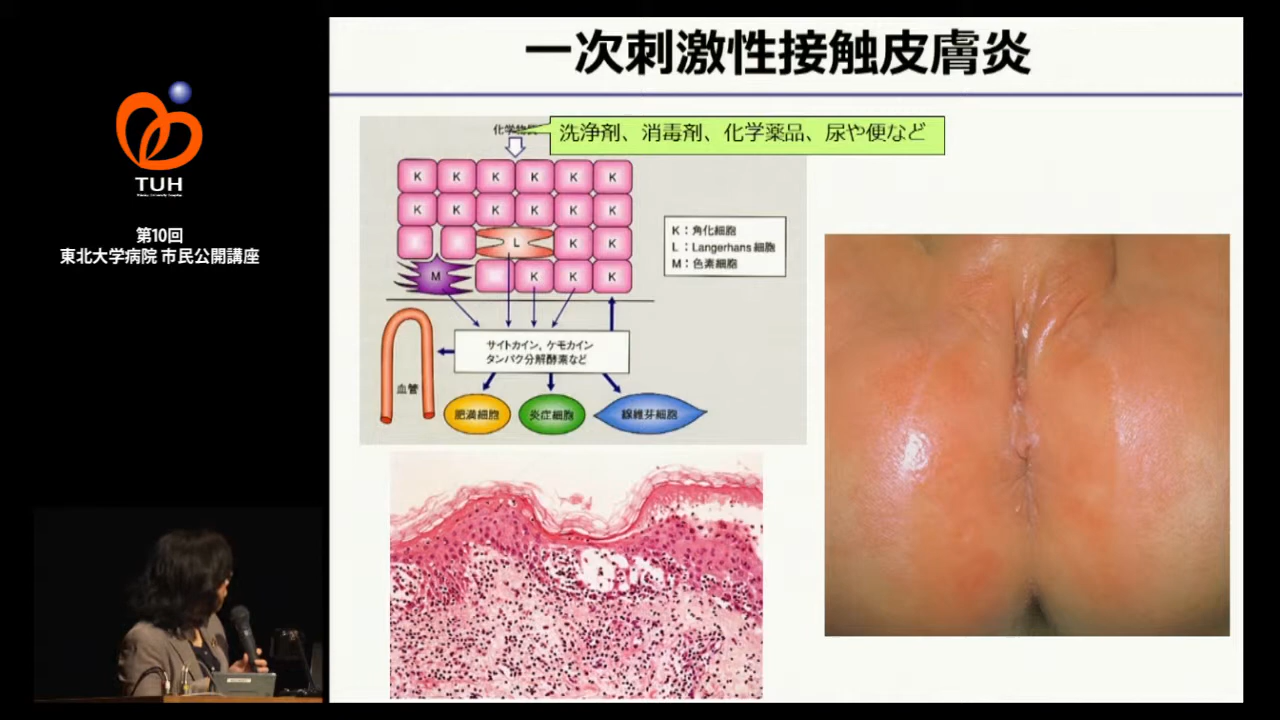 一次刺激性接触皮膚炎
TUH
第10回
東北大学病院 市民公開講座
洗浄剤、消毒剤、化学薬品、尿や便など
K K K K K K
K K K K K K
L K K
M K K K
K：角化細胞
L：Langerhans 細胞
M：色素細胞
サイトカイン、ケモカイン
タンパク分解酵素など
血管
肥満細胞
炎症細胞
線維芽細胞